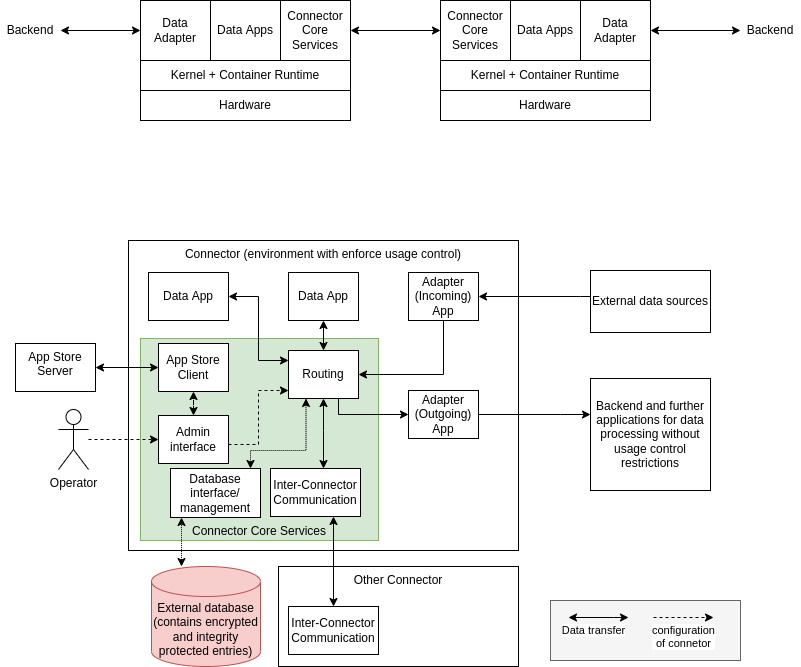 Backend
Data
Adapter
Data Apps
Connector
Core
Services
Kernel + Container Runtime
Hardware
Connector
Core
Services
Data Apps
Data
Adapter
Kernel + Container Runtime
Hardware
Backend
Connector (environment with enforce usage control)
Data App
Data App
Adapter
(Incoming)
App
External data sources
App Store
Server
App Store
Client
Routing
Adapter
(Outgoing)
App
Backend and further
applications for data
processing without
usage control
restrictions
Admin
interface
Operator
Database
interface/
management
Inter-Connector
Communication
Connector Core Services
External database
(contains encrypted
and integrity
protected entries)
Other Connector
Inter-Connector
Communication
Data transfer
configuration
of connetor